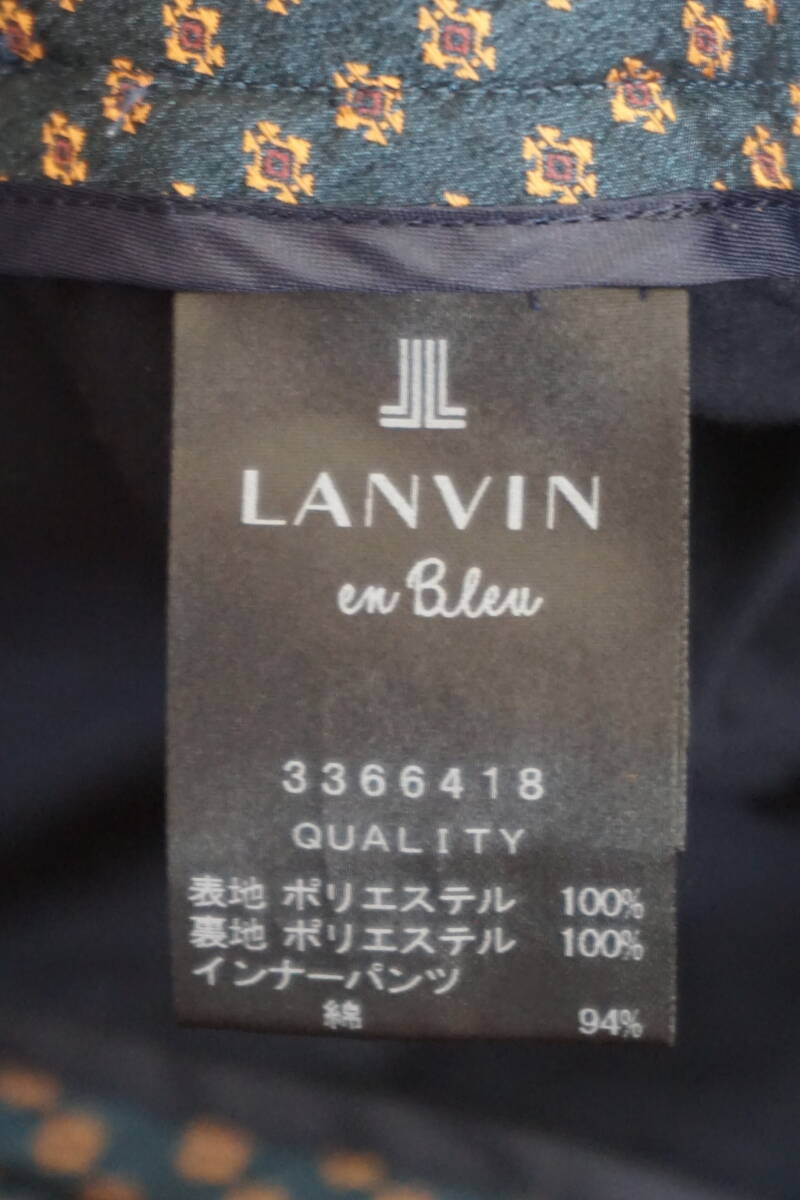 LANVIN
en Bleu
3366418
QUALITY
表地 ポリエステル 100%
裏地 ポリエステル 100%
インナーパンツ
綿 94%